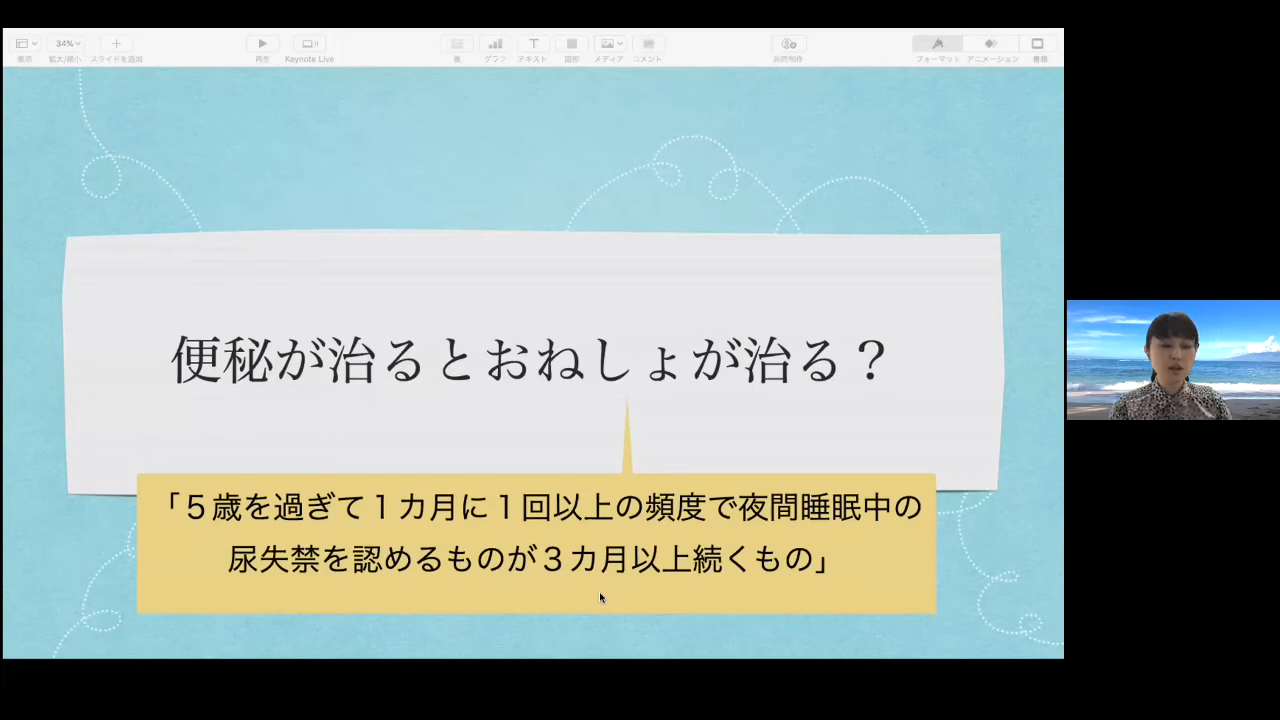 34%
表示
拡大/縮小
スライドを追加
再生
Keynote Live
表
グラフ
テキスト
図形
メディア
コメント
共同制作
フォーマット
アニメーション
書類
便秘が治るとおねしょが治る？
「５歳を過ぎて１カ月に１回以上の頻度で夜間睡眠中の
尿失禁を認めるものが３カ月以上続くもの」